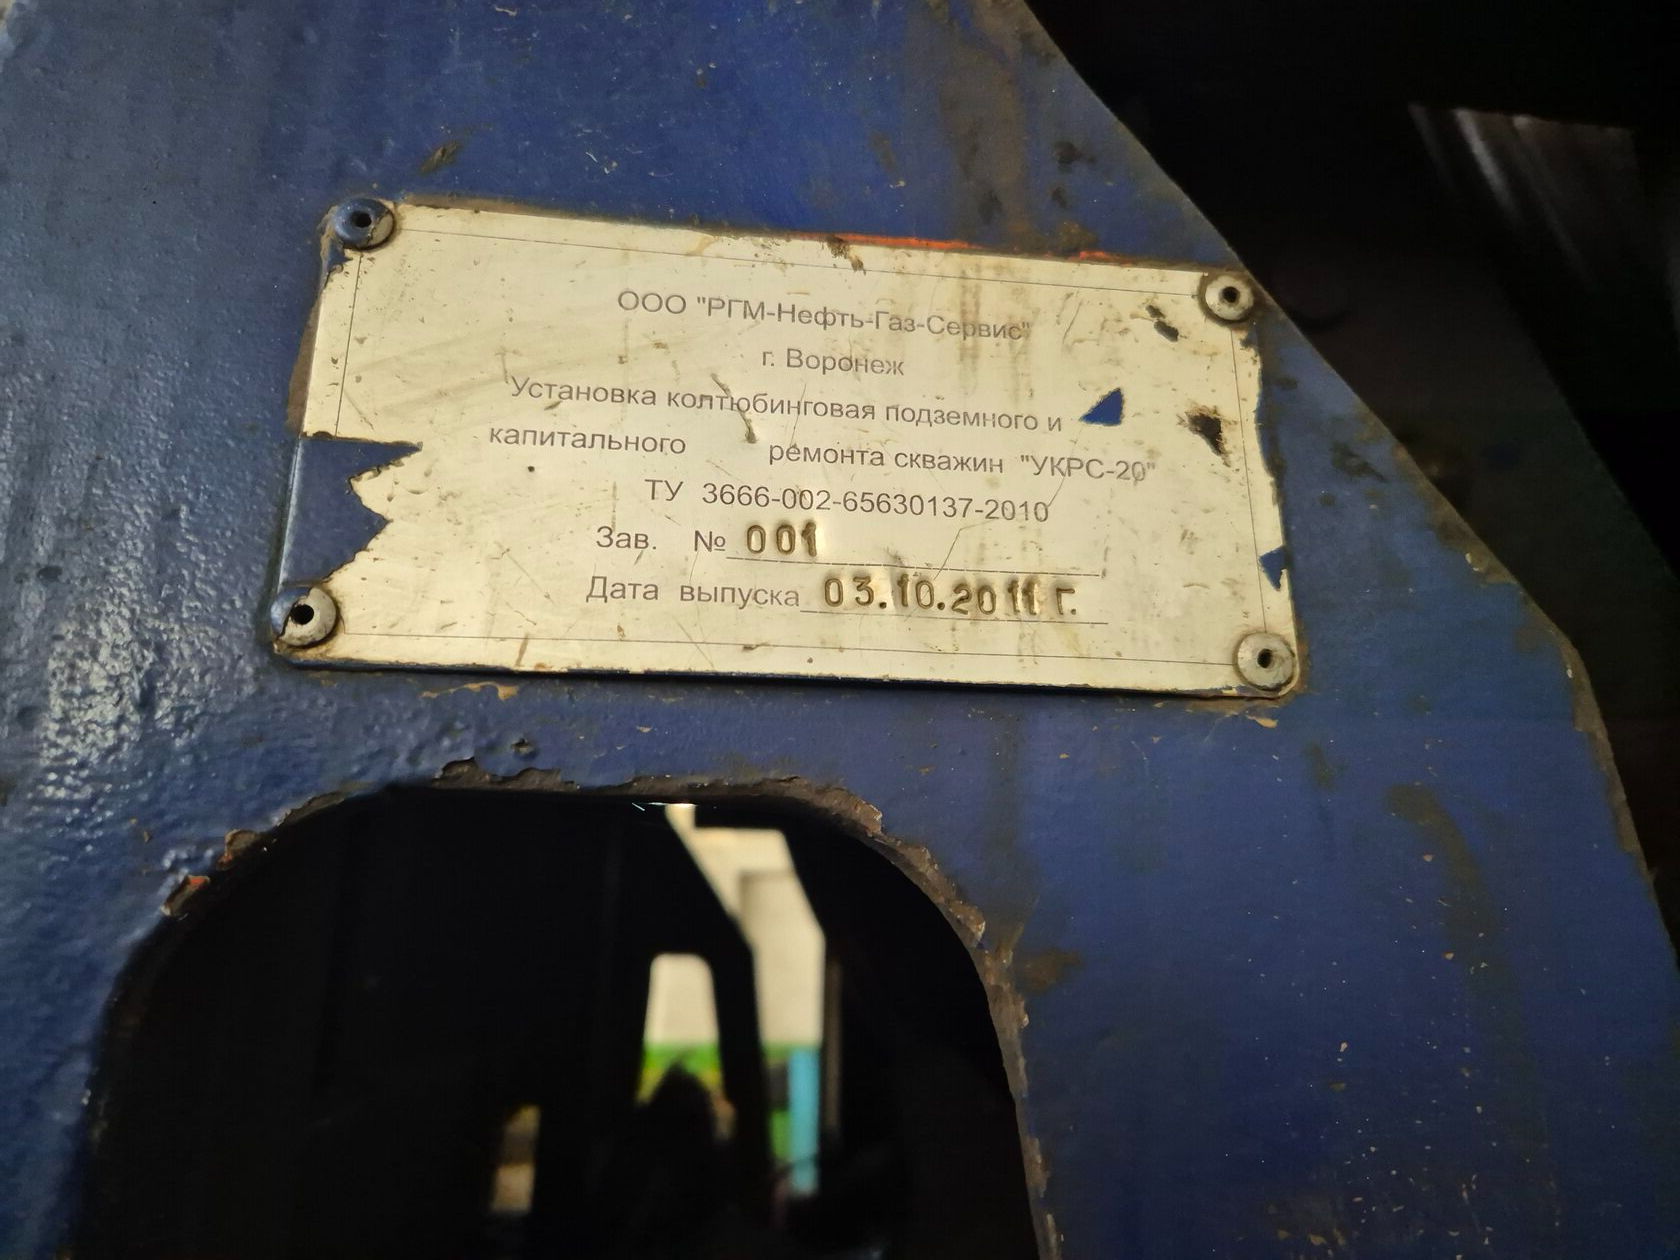 ООО "РГМ-Нефть-Газ-Сервис"
г. Воронеж
Установка колтюбинговая подземного и
капитального ремонта скважин "УКРС-20"
ТУ 3666-002-65630137-2010
Зав. № 001
Дата выпуска 03.10.2011 г.